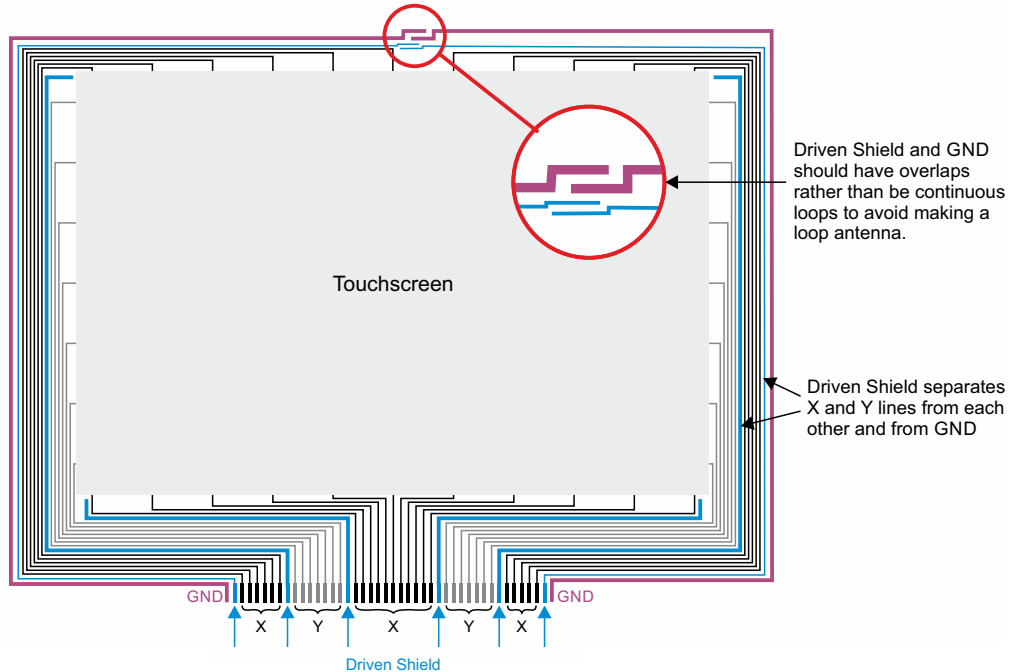 Driven Shield and GND
should have overlaps
rather than be continuous
loops to avoid making a
loop antenna.
Touchscreen
Driven Shield separates
X and Y lines from each
other and from GND
GND
GND
X
Y
X
Y
X
Driven Shield